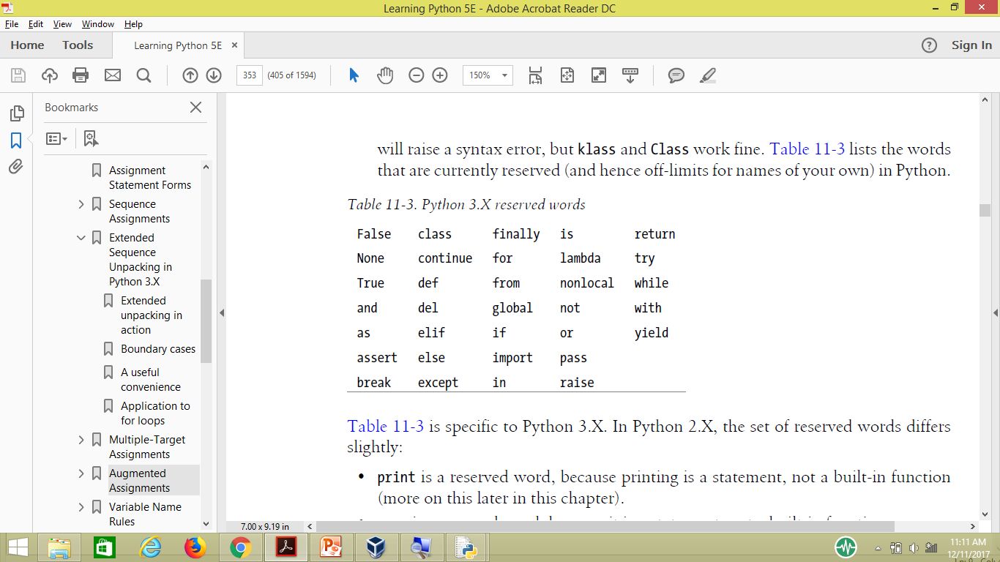 Learning Python 5E - Adobe Acrobat Reader DC
File Edit View Window Help
Home Tools Learning Python 5E × Sign In
353 (405 of 1594) 150%
Bookmarks
Assignment
Statement Forms
Sequence
Assignments
Extended
Sequence
Unpacking in
Python 3.X
Extended
unpacking in
action
Boundary cases
A useful
convenience
Application to
for loops
Multiple-Target
Assignments
Augmented
Assignments
Variable Name
Rules
will raise a syntax error, but klass and Class work fine. Table 11-3 lists the words
that are currently reserved (and hence off-limits for names of your own) in Python.
Table 11-3. Python 3.X reserved words
False class finally is return
None continue for lambda try
True def from nonlocal while
and del global not with
as elif if or yield
assert else import pass
break except in raise
Table 11-3 is specific to Python 3.X. In Python 2.X, the set of reserved words differs
slightly:
• print is a reserved word, because printing is a statement, not a built-in function
(more on this later in this chapter).
7.00 x 9.19 in
11:11 AM
12/11/2017